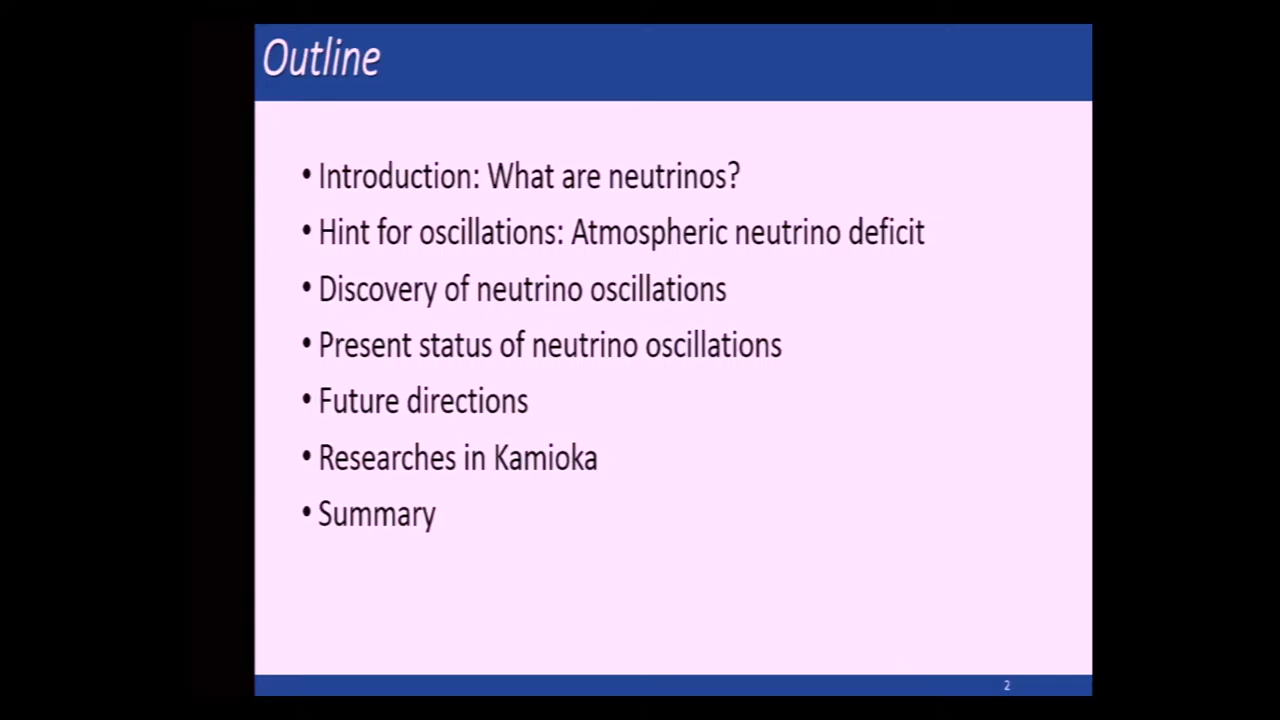 Outline
• Introduction: What are neutrinos?
• Hint for oscillations: Atmospheric neutrino deficit
• Discovery of neutrino oscillations
• Present status of neutrino oscillations
• Future directions
• Researches in Kamioka
• Summary
2